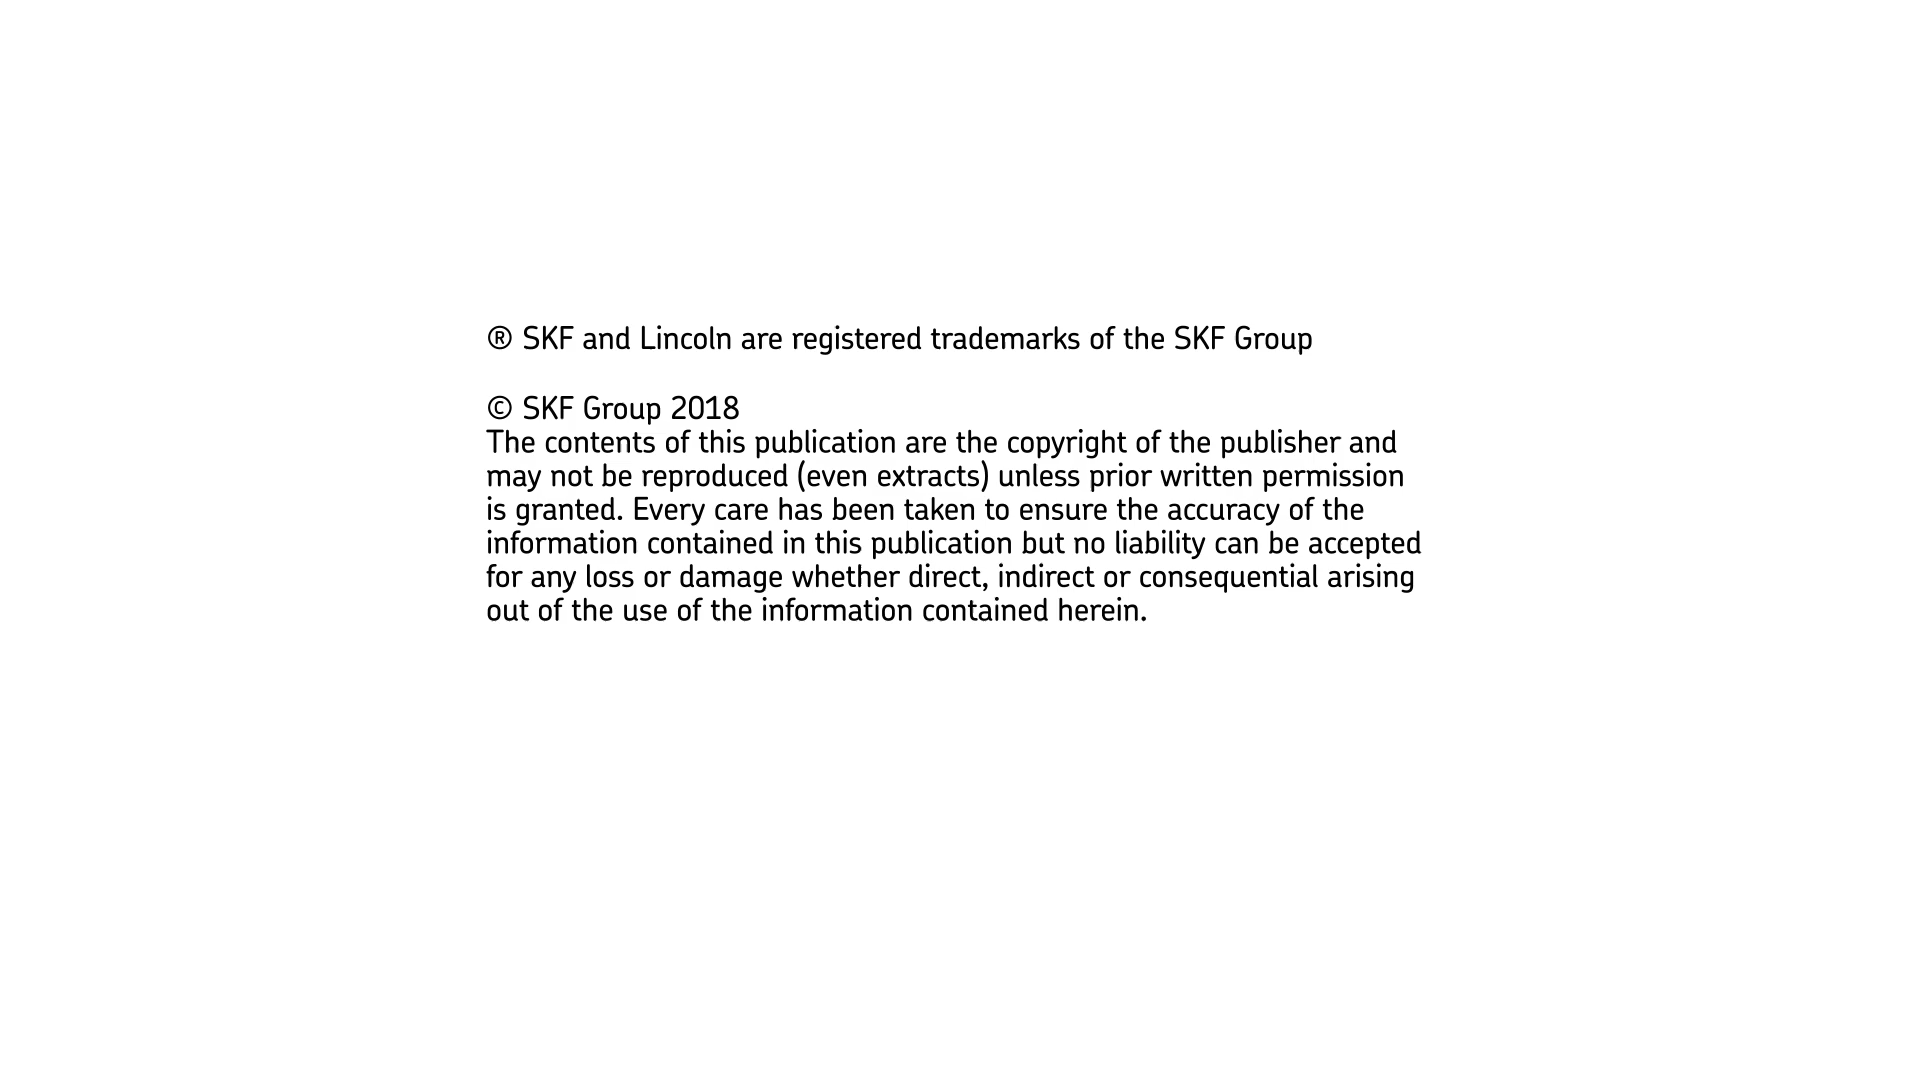 ® SKF and Lincoln are registered trademarks of the SKF Group
© SKF Group 2018
The contents of this publication are the copyright of the publisher and
may not be reproduced (even extracts) unless prior written permission
is granted. Every care has been taken to ensure the accuracy of the
information contained in this publication but no liability can be accepted
for any loss or damage whether direct, indirect or consequential arising
out of the use of the information contained herein.